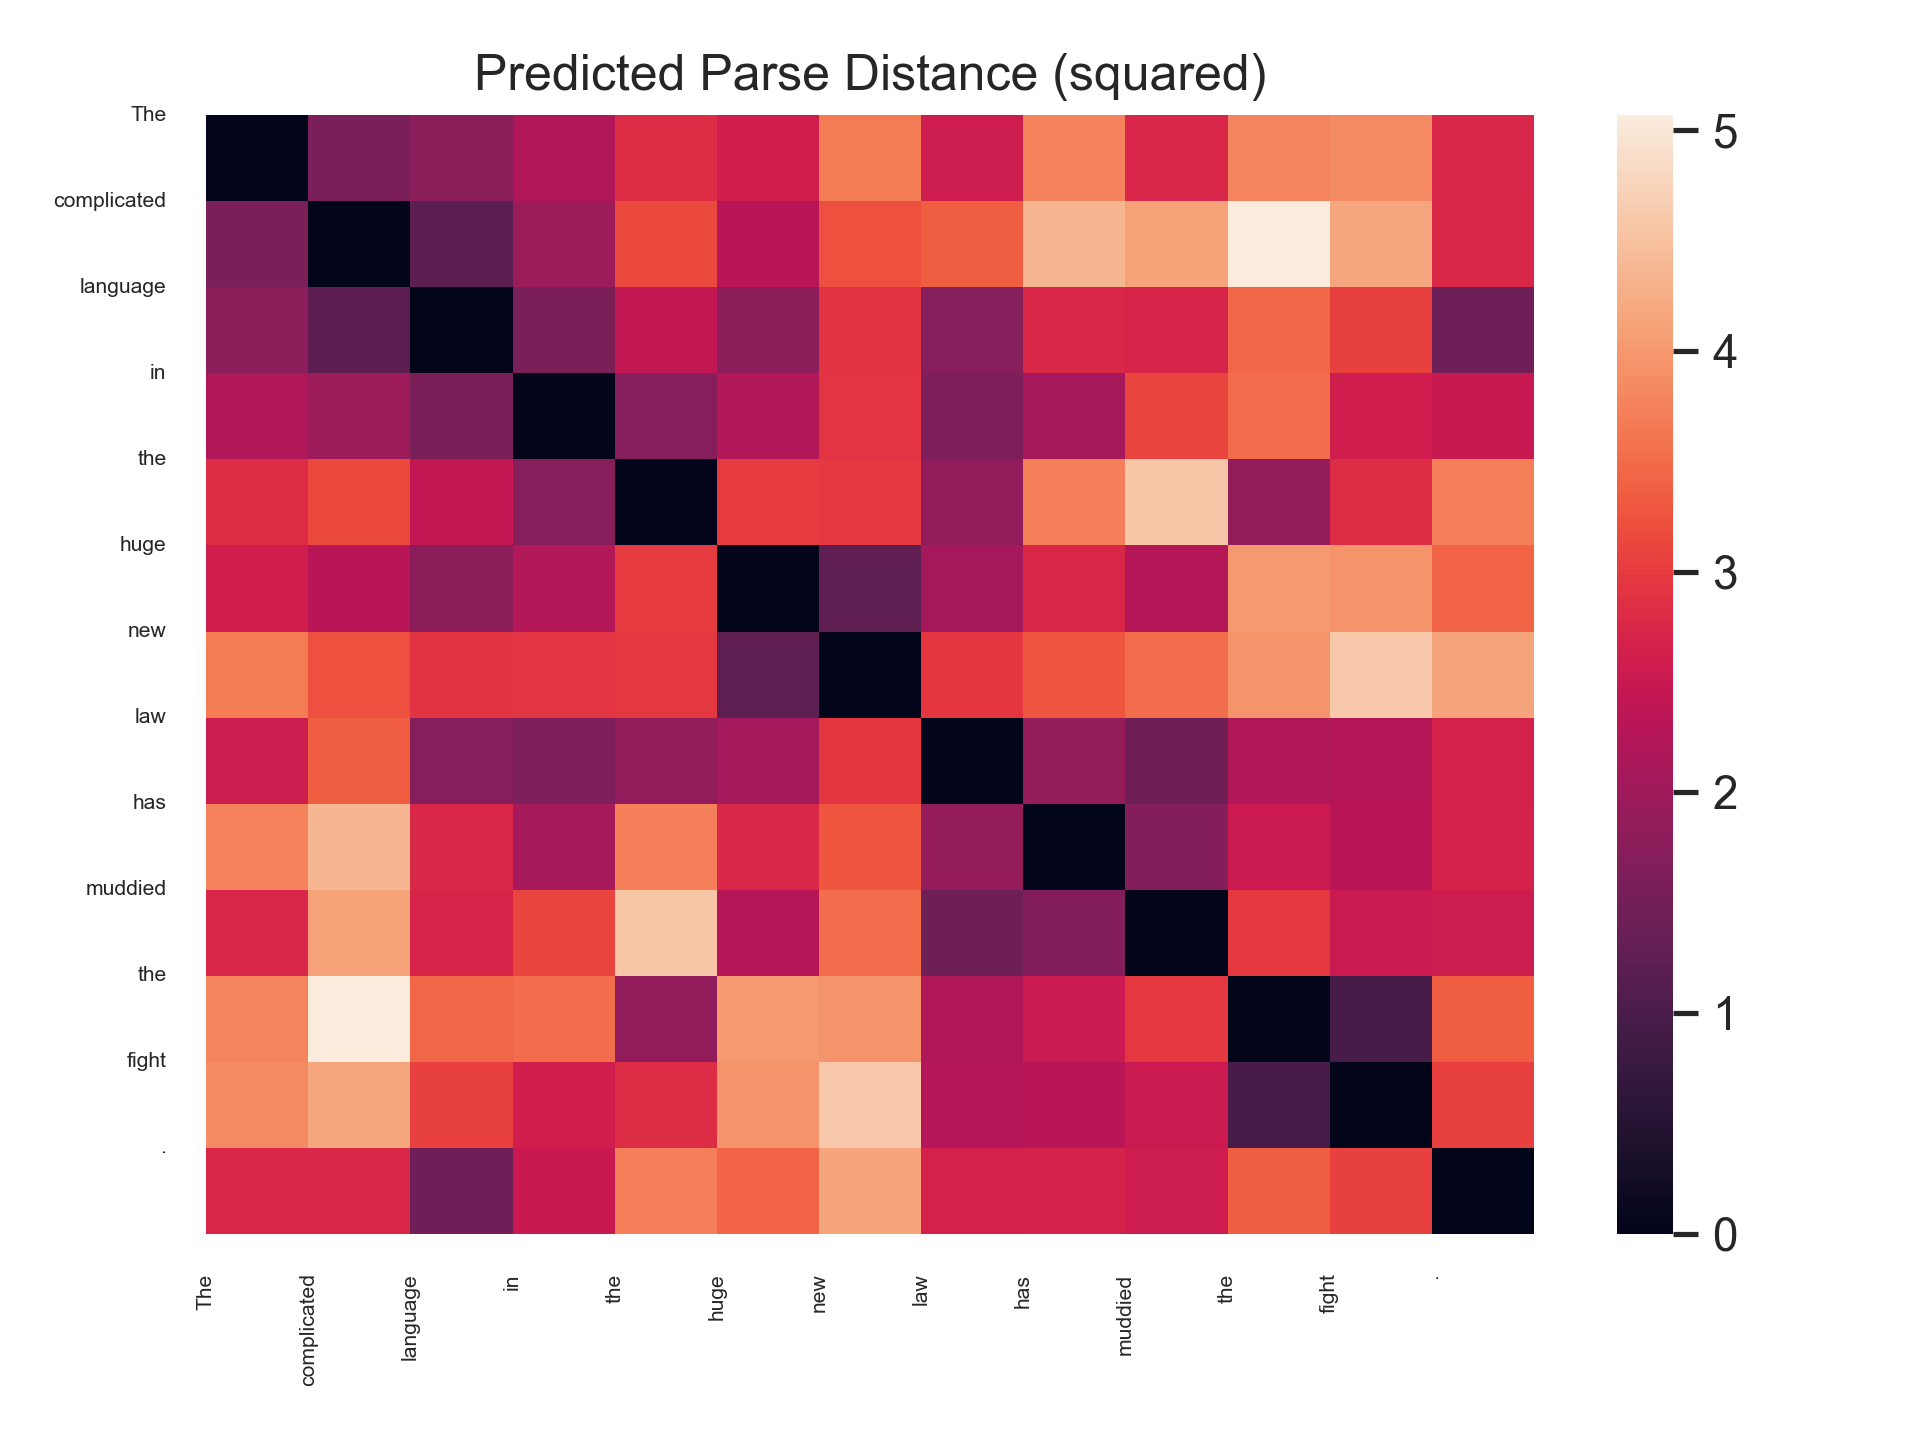 Predicted Parse Distance (squared)
The
complicated
language
in
the
huge
new
law
has
muddied
the
fight
.
The
complicated
language
in
the
huge
new
law
has
muddied
the
fight
.
5
4
3
2
1
0